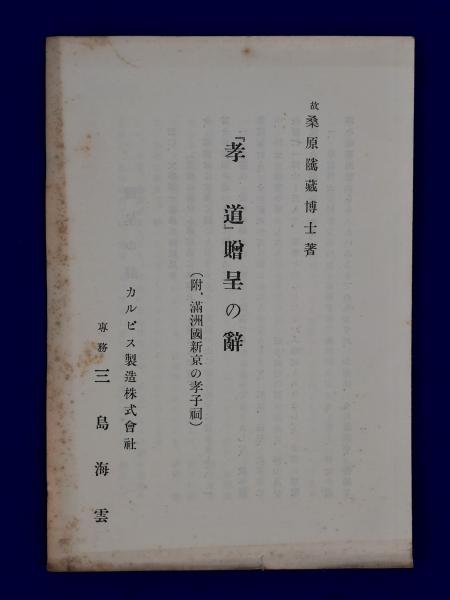 故 桑原隲藏博士著
『孝道』贈呈の辭
(附、滿洲國新京の孝子祠)
カルピス製造株式會社
專務 三島海雲